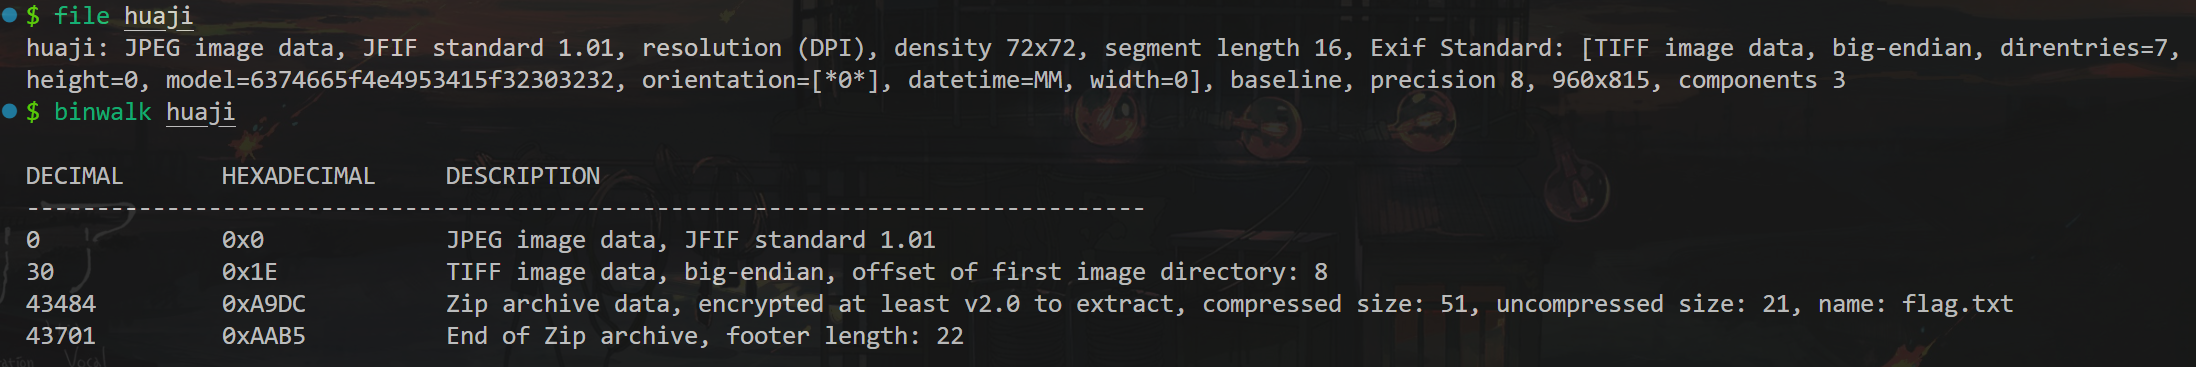 $ file huaji
huaji: JPEG image data, JFIF standard 1.01, resolution (DPI), density 72x72, segment length 16, Exif Standard: [TIFF image data, big-endian, direntries=7,
height=0, model=6374665f4e4953415f32303232, orientation=[*0*], datetime=MM, width=0], baseline, precision 8, 960x815, components 3
$ binwalk huaji
DECIMAL HEXADECIMAL DESCRIPTION
--------------------------------------------------------------------------------
0 0x0 JPEG image data, JFIF standard 1.01
30 0x1E TIFF image data, big-endian, offset of first image directory: 8
43484 0xA9DC Zip archive data, encrypted at least v2.0 to extract, compressed size: 51, uncompressed size: 21, name: flag.txt
43701 0xAAB5 End of Zip archive, footer length: 22
Vocal